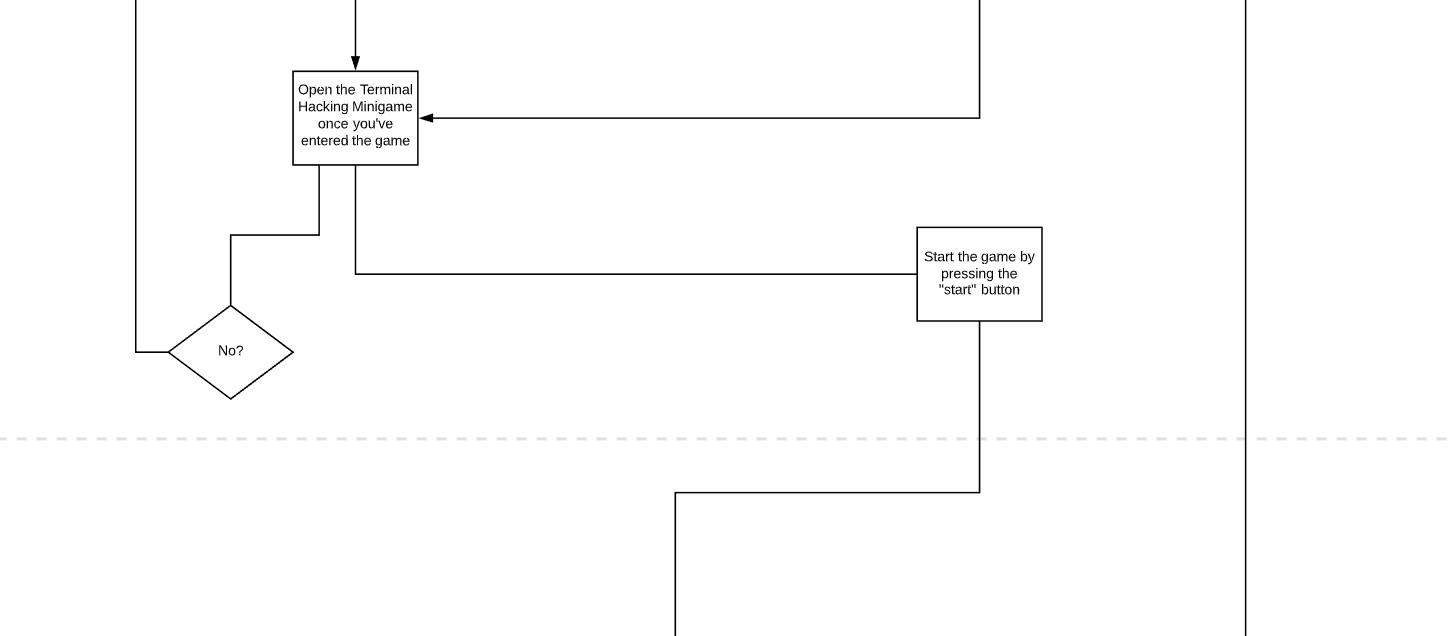 Open the Terminal
Hacking Minigame
once you've
entered the game
Start the game by
pressing the
"start" button
No?